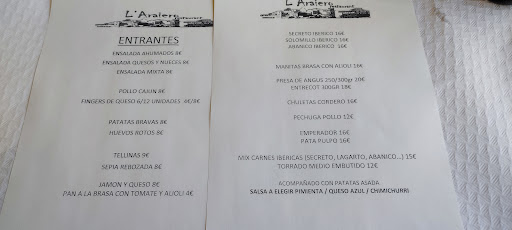 L'Aralero
Restaurant
ENTRANTES
ENSALADA AHUMADOS 8€
ENSALADA QUESOS Y NUECES 8€
ENSALADA MIXTA 8€
POLLO CAJUN 8€
FINGERS DE QUESO 6/12 UNIDADES 4€/8€
PATATAS BRAVAS 8€
HUEVOS ROTOS 8€
TELLINAS 9€
SEPIA REBOZADA 8€
JAMON Y QUESO 8€
PAN A LA BRASA CON TOMATE Y ALIOLI 4€
L'Aralero
Restaurant
SECRETO IBERICO 16€
SOLOMILLO IBERICO 16€
ABANICO IBERICO 16€
MANITAS BRASA CON ALIOLI 16€
PRESA DE ANGUS 250/300gr 20€
ENTRECOT 300GR 18€
CHULETAS CORDERO 16€
PECHUGA POLLO 12€
EMPERADOR 16€
PATA PULPO 16€
MIX CARNES IBERICAS (SECRETO, LAGARTO, ABANICO...) 15€
TORRADO MEDIO EMBUTIDO 12€
ACOMPAÑADO CON PATATAS ASADA
SALSA A ELEGIR PIMIENTA / QUESO AZUL / CHIMICHURRI